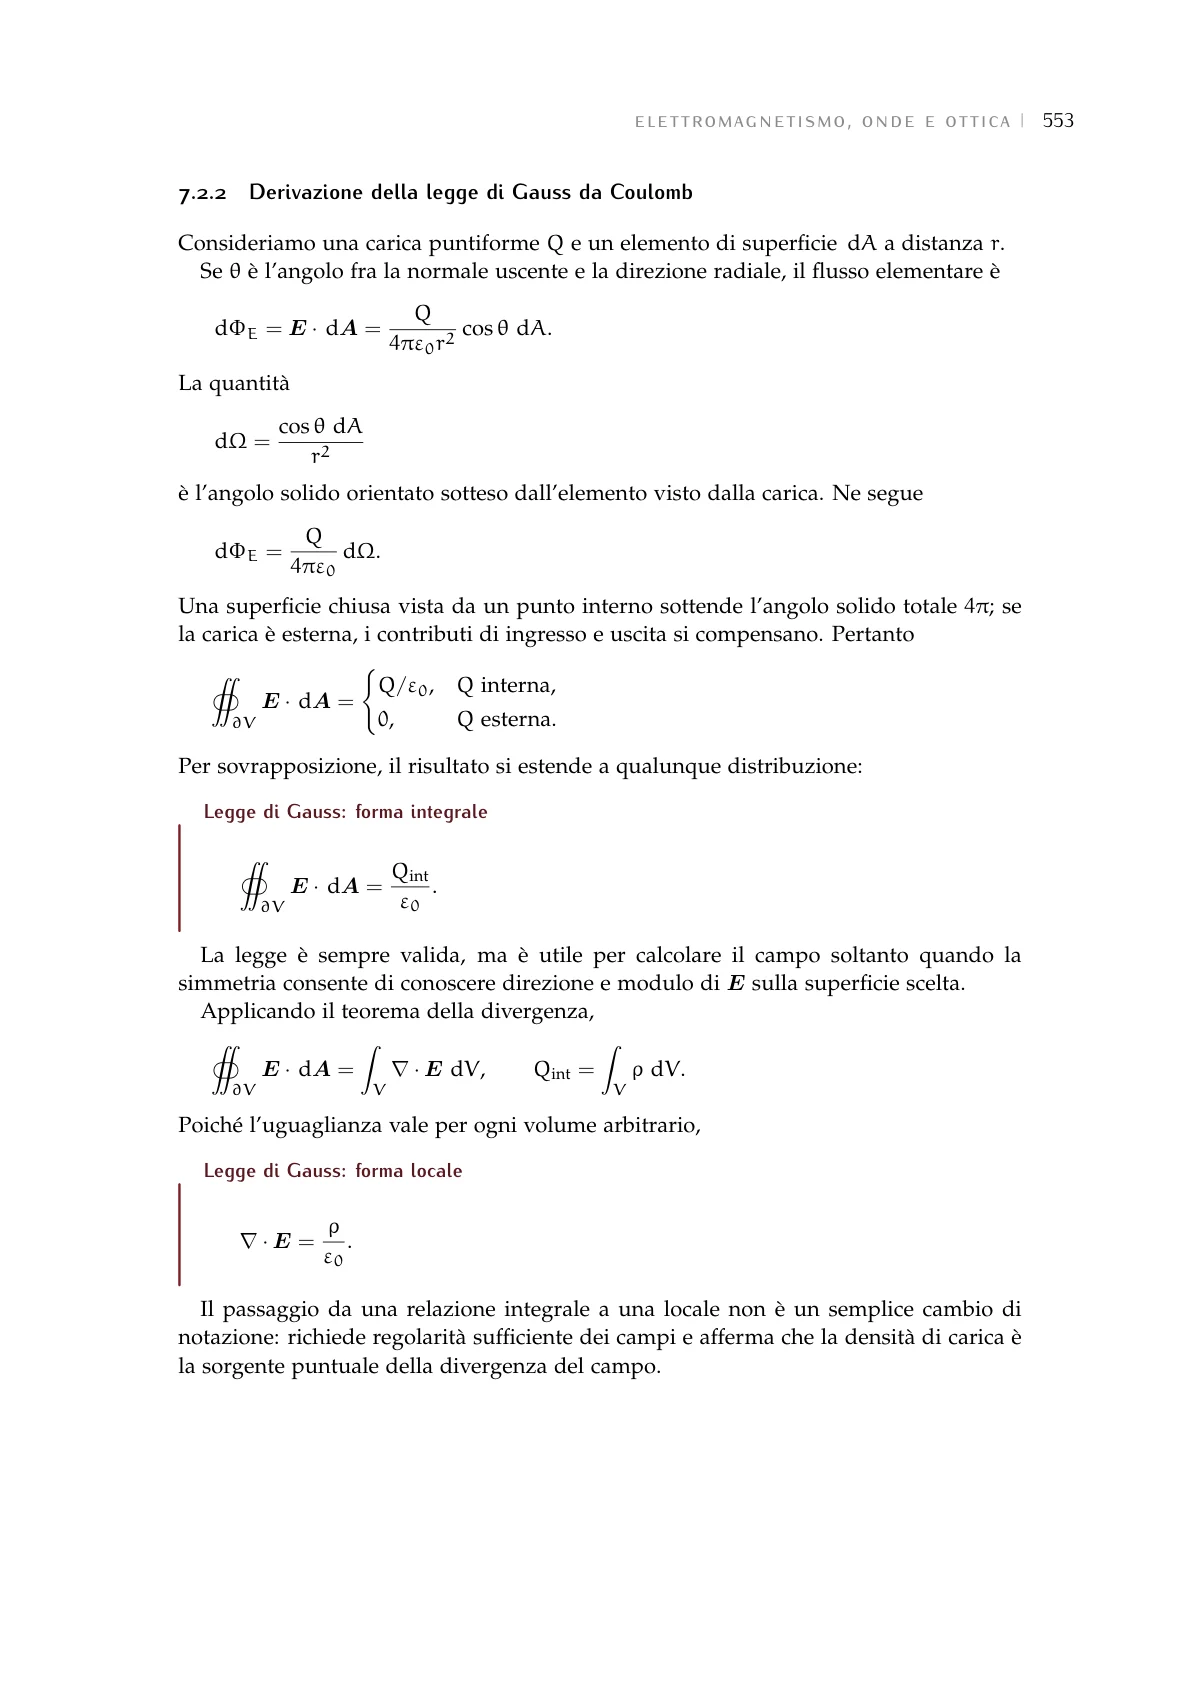 ELETTROMAGNETISMO, ONDE E OTTICA | 553
7.2.2 Derivazione della legge di Gauss da Coulomb
Consideriamo una carica puntiforme Q e un elemento di superficie dA a distanza r.
Se θ è l'angolo fra la normale uscente e la direzione radiale, il flusso elementare è
dΦ_E = E · dA = Q / (4πε₀r²) cos θ dA.
La quantità
dΩ = cos θ dA / r²
è l'angolo solido orientato sotteso dall'elemento visto dalla carica. Ne segue
dΦ_E = Q / (4πε₀) dΩ.
Una superficie chiusa vista da un punto interno sottende l'angolo solido totale 4π; se
la carica è esterna, i contributi di ingresso e uscita si compensano. Pertanto
∯_∂V E · dA = { Q/ε₀, Q interna,
0, Q esterna.
Per sovrapposizione, il risultato si estende a qualunque distribuzione:
Legge di Gauss: forma integrale
∯_∂V E · dA = Q_int / ε₀.
La legge è sempre valida, ma è utile per calcolare il campo soltanto quando la
simmetria consente di conoscere direzione e modulo di E sulla superficie scelta.
Applicando il teorema della divergenza,
∯_∂V E · dA = ∫_V ∇ · E dV, Q_int = ∫_V ρ dV.
Poiché l'uguaglianza vale per ogni volume arbitrario,
Legge di Gauss: forma locale
∇ · E = ρ / ε₀.
Il passaggio da una relazione integrale a una locale non è un semplice cambio di
notazione: richiede regolarità sufficiente dei campi e afferma che la densità di carica è
la sorgente puntuale della divergenza del campo.